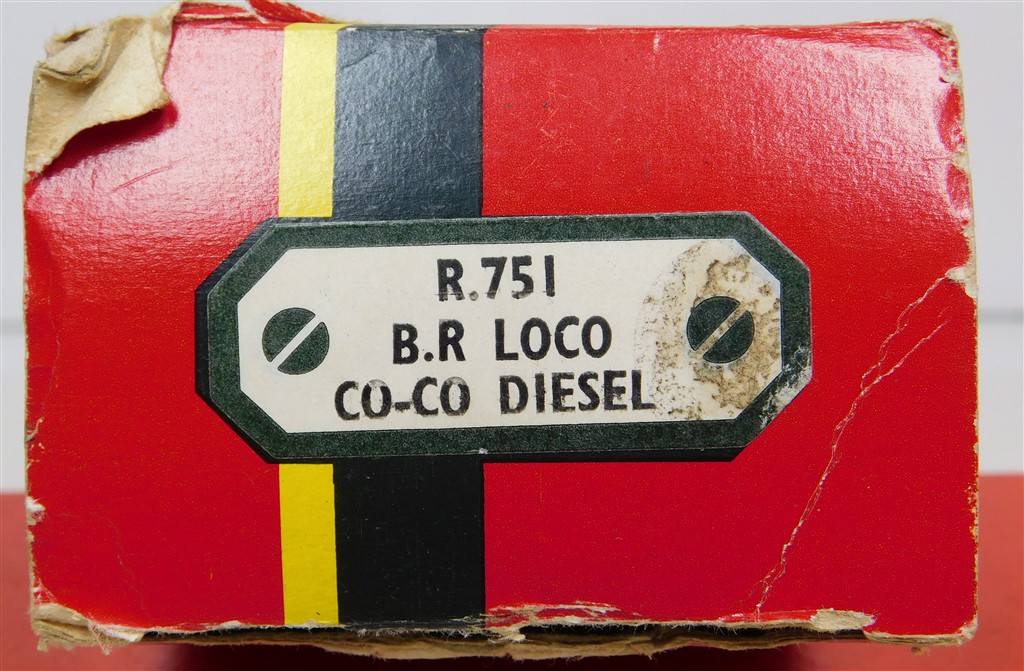 R.751
B.R LOCO
CO-CO DIESEL